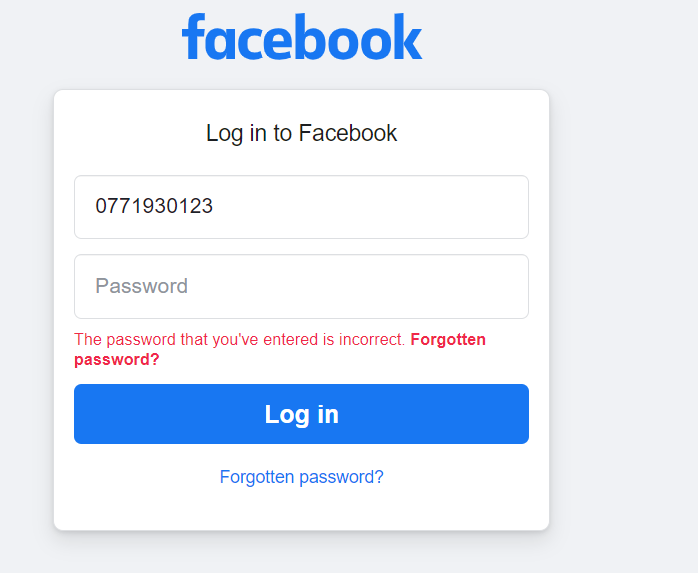 facebook
Log in to Facebook
0771930123
Password
The password that you've entered is incorrect. Forgotten
password?
Log in
Forgotten password?